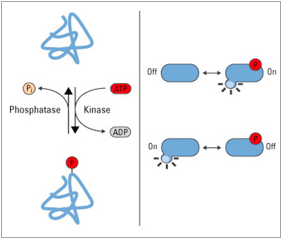 Pi
ATP
Phosphatase
Kinase
ADP
P
Off
P
On
On
P
Off